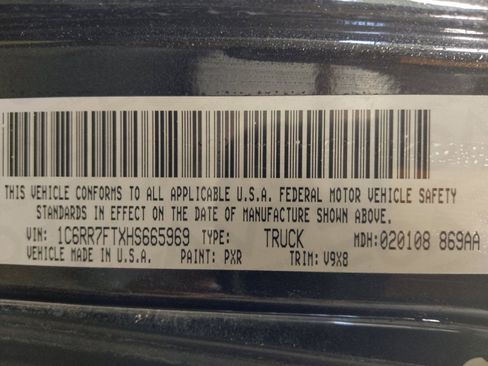 THIS VEHICLE CONFORMS TO ALL APPLICABLE U.S.A. FEDERAL MOTOR VEHICLE SAFETY
STANDARDS IN EFFECT ON THE DATE OF MANUFACTURE SHOWN ABOVE.
VIN: 1C6RR7FTXHS665969 TYPE: TRUCK MDH:020108 869AA
VEHICLE MADE IN U.S.A. PAINT: PXR TRIM: V9X8